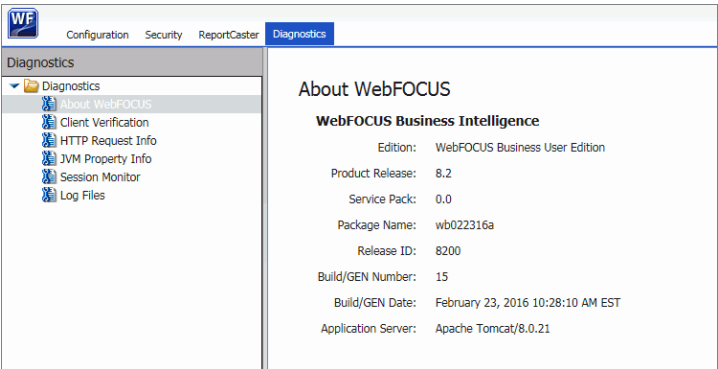 WF
Configuration Security ReportCaster Diagnostics
Diagnostics
Diagnostics
About WebFOCUS
Client Verification
HTTP Request Info
JVM Property Info
Session Monitor
Log Files
About WebFOCUS
WebFOCUS Business Intelligence
Edition: WebFOCUS Business User Edition
Product Release: 8.2
Service Pack: 0.0
Package Name: wb022316a
Release ID: 8200
Build/GEN Number: 15
Build/GEN Date: February 23, 2016 10:28:10 AM EST
Application Server: Apache Tomcat/8.0.21